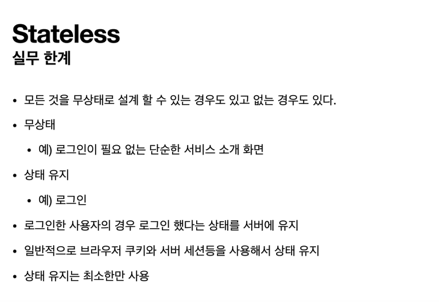 Stateless
실무 한계
• 모든 것을 무상태로 설계 할 수 있는 경우도 있고 없는 경우도 있다.
• 무상태
• 예) 로그인이 필요 없는 단순한 서비스 소개 화면
• 상태 유지
• 예) 로그인
• 로그인한 사용자의 경우 로그인 했다는 상태를 서버에 유지
• 일반적으로 브라우저 쿠키와 서버 세션등을 사용해서 상태 유지
• 상태 유지는 최소한만 사용